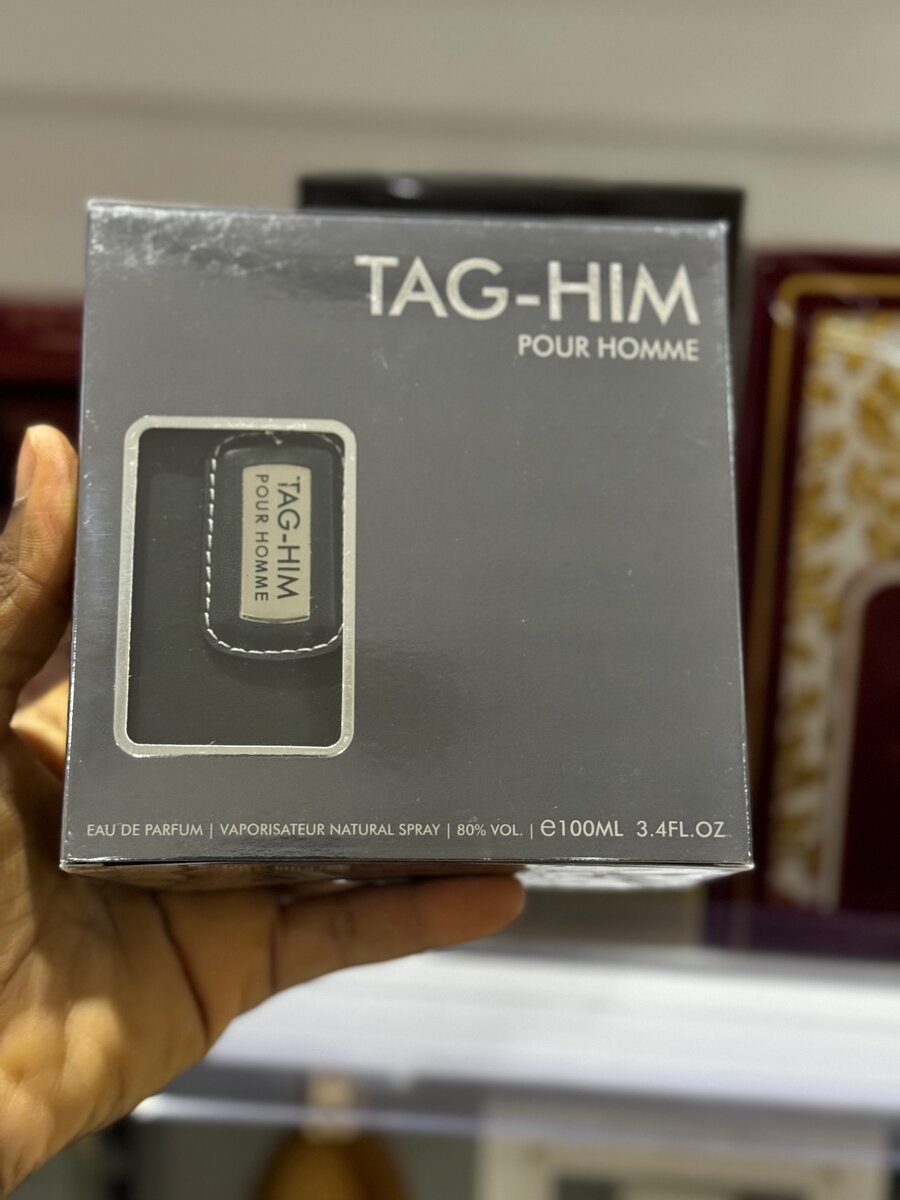 TAG-HIM
POUR HOMME
TAG-HIM
POUR HOMME
EAU DE PARFUM | VAPORISATEUR NATURAL SPRAY | 80% VOL. | ℮100ML 3.4FL.OZ